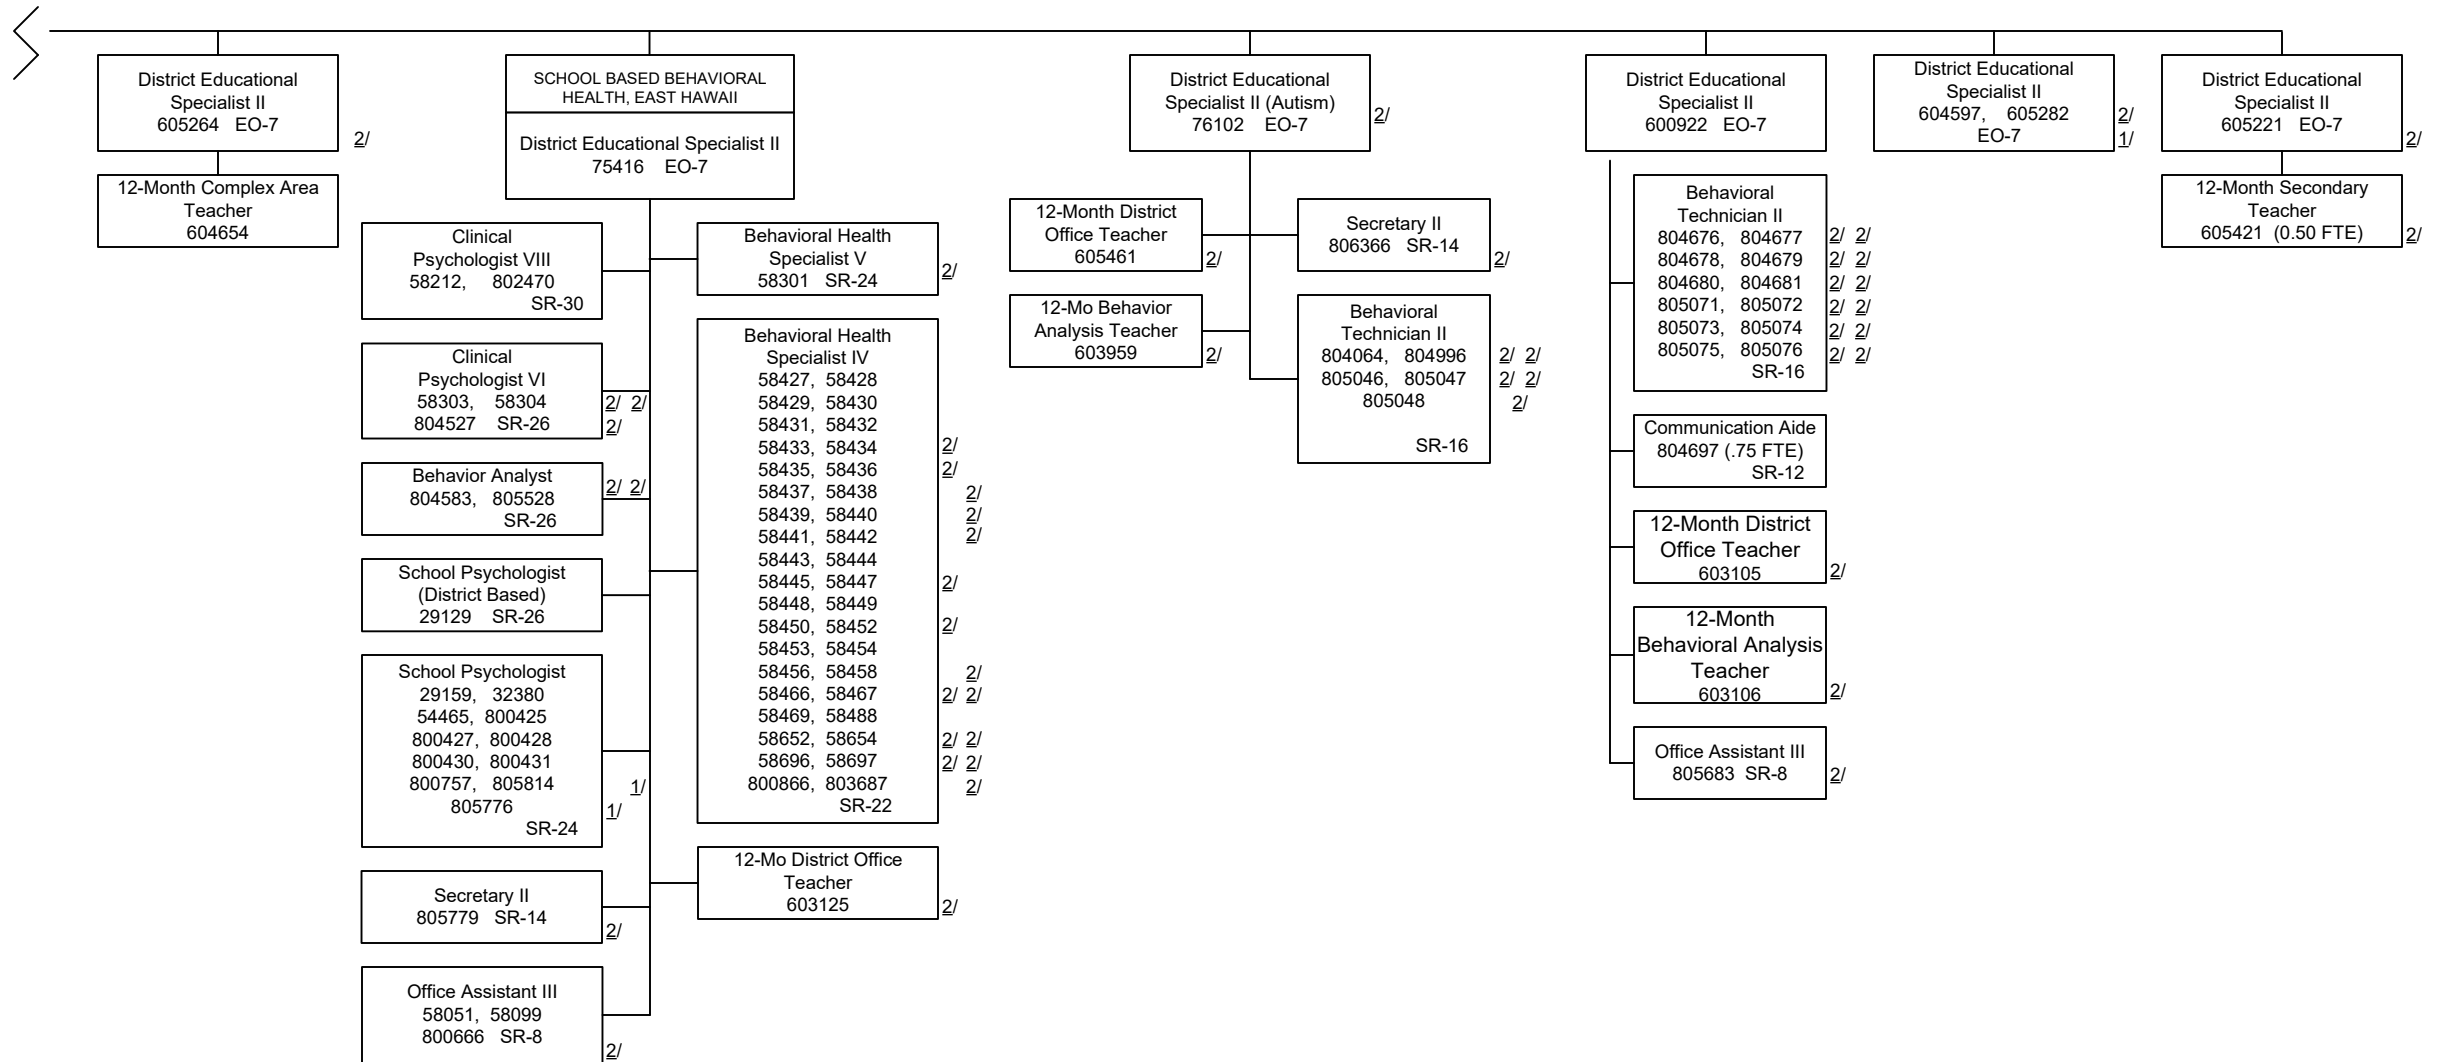 District Educational
Specialist II
605264 EO-7
2/
12-Month Complex Area
Teacher
604654
SCHOOL BASED BEHAVIORAL
HEALTH, EAST HAWAII
District Educational Specialist II
75416 EO-7
Clinical
Psychologist VIII
58212, 802470
SR-30
Clinical
Psychologist VI
58303, 58304 2/ 2/
804527 SR-26 2/
Behavior Analyst
804583, 805528 2/ 2/
SR-26
School Psychologist
(District Based)
29129 SR-26
School Psychologist
29159, 32380
54465, 800425
800427, 800428
800430, 800431
800757, 805814 1/
805776 1/
SR-24
Secretary II
805779 SR-14
2/
Office Assistant III
58051, 58099
800666 SR-8
2/
Behavioral Health
Specialist V
58301 SR-24 2/
Behavioral Health
Specialist IV
58427, 58428
58429, 58430
58431, 58432
58433, 58434 2/
58435, 58436 2/
58437, 58438 2/
58439, 58440 2/
58441, 58442 2/
58443, 58444
58445, 58447 2/
58448, 58449
58450, 58452 2/
58453, 58454
58456, 58458 2/
58466, 58467 2/ 2/
58469, 58488
58652, 58654 2/ 2/
58696, 58697 2/ 2/
800866, 803687 2/
SR-22
12-Mo District Office
Teacher
603125 2/
District Educational
Specialist II (Autism)
76102 EO-7 2/
12-Month District
Office Teacher
605461 2/
12-Mo Behavior
Analysis Teacher
603959 2/
Secretary II
806366 SR-14 2/
Behavioral
Technician II
804064, 804996 2/ 2/
805046, 805047 2/ 2/
805048 2/
SR-16
District Educational
Specialist II
600922 EO-7
Behavioral
Technician II
804676, 804677 2/ 2/
804678, 804679 2/ 2/
804680, 804681 2/ 2/
805071, 805072 2/ 2/
805073, 805074 2/ 2/
805075, 805076 2/ 2/
SR-16
Communication Aide
804697 (.75 FTE)
SR-12
12-Month District
Office Teacher
603105 2/
12-Month
Behavioral Analysis
Teacher
603106 2/
Office Assistant III
805683 SR-8 2/
District Educational
Specialist II
604597, 605282 2/
EO-7 1/
District Educational
Specialist II
605221 EO-7 2/
12-Month Secondary
Teacher
605421 (0.50 FTE) 2/